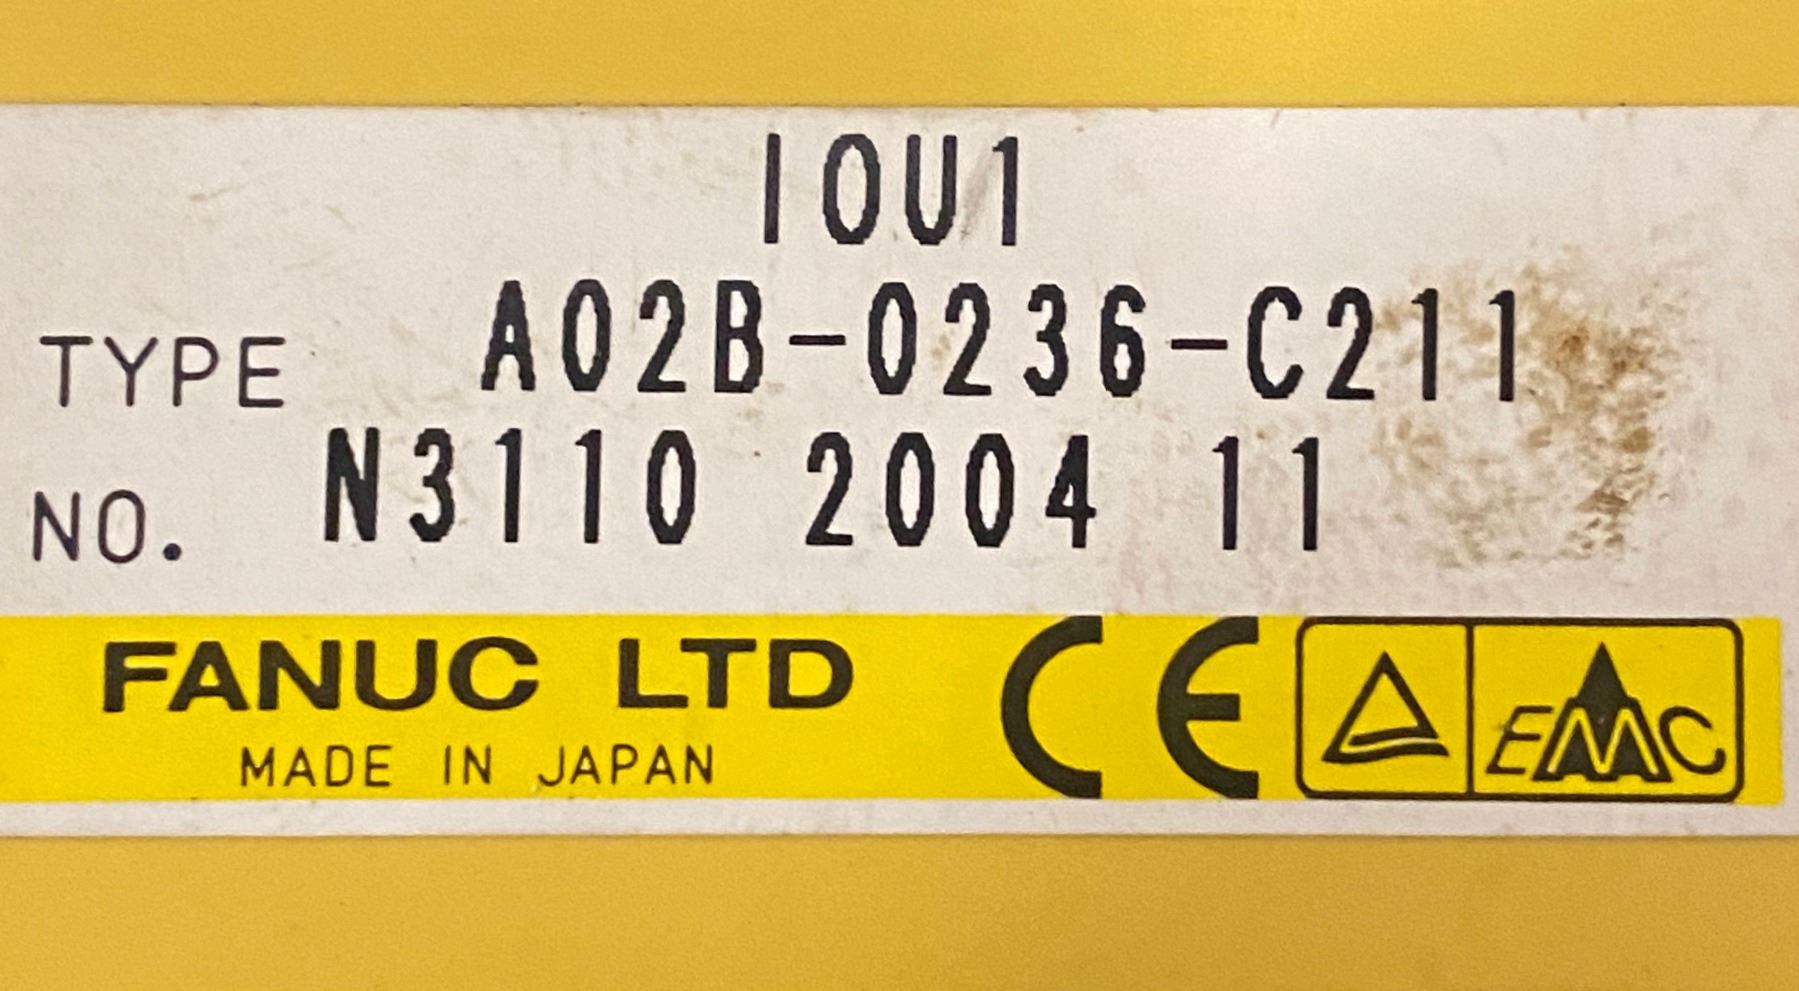 IOU1
TYPE A02B-0236-C211
NO. N3110 2004 11
FANUC LTD
MADE IN JAPAN
CE
EMC